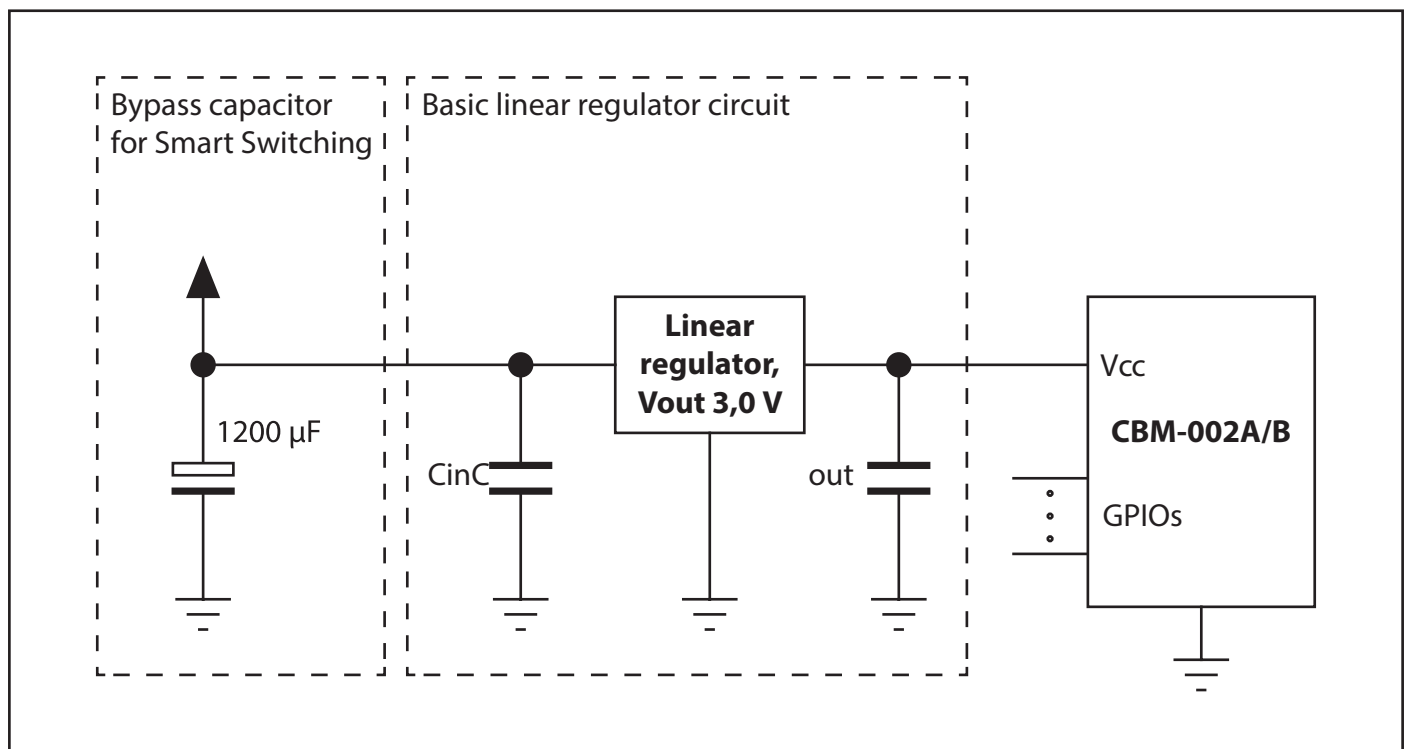 Bypass capacitor
for Smart Switching
Basic linear regulator circuit
Linear
regulator,
Vout 3,0 V
1200 µF
CinC
out
Vcc
CBM-002A/B
GPIOs